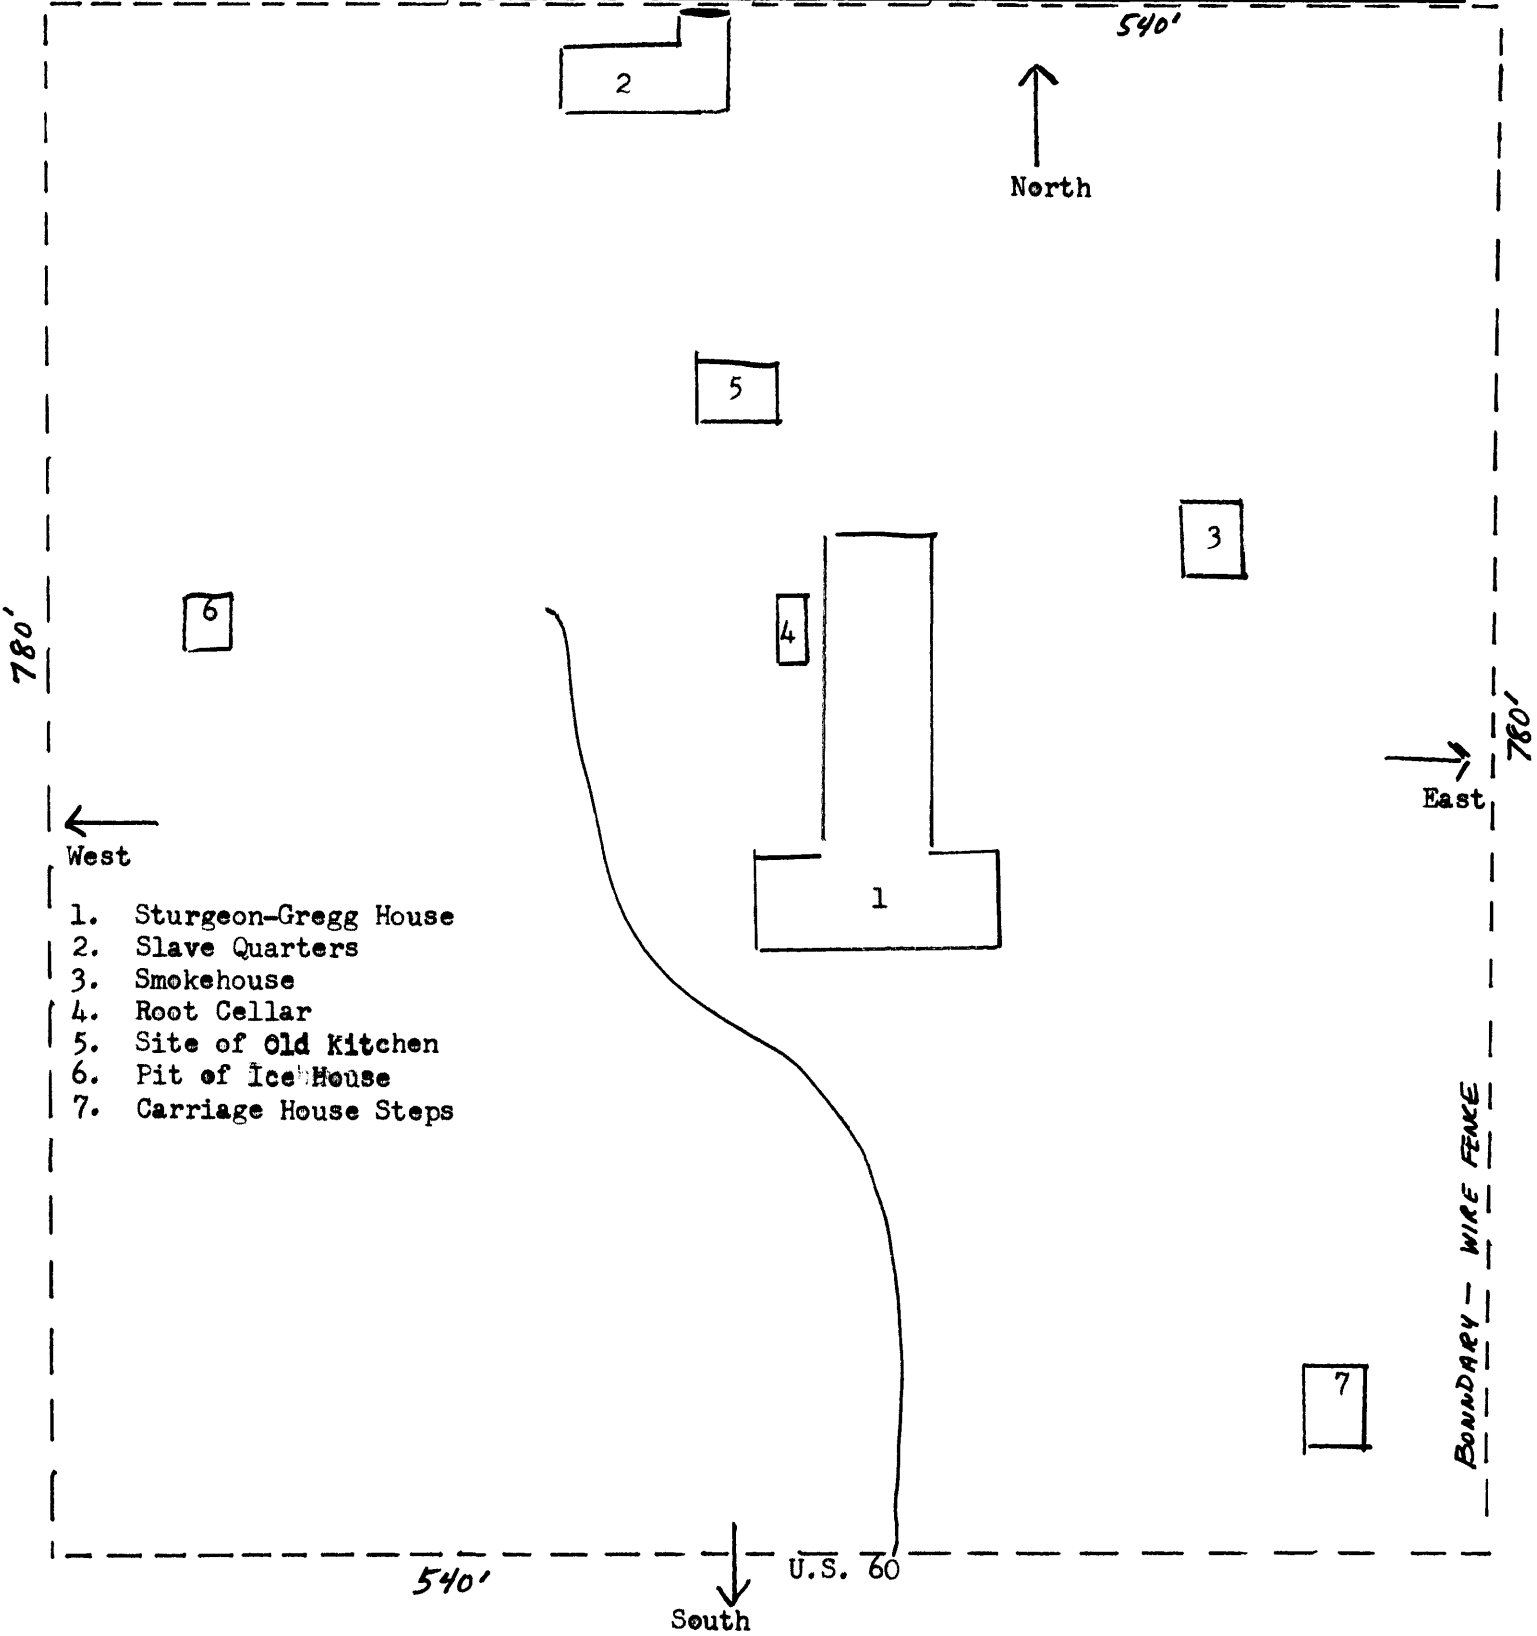 540'
2
North
5
3
6
4
780'
780'
East
West
1
1. Sturgeon-Gregg House
2. Slave Quarters
3. Smokehouse
4. Root Cellar
5. Site of Old Kitchen
6. Pit of Ice House
7. Carriage House Steps
BONNDARY - WIRE FENCE
7
540'
U.S. 60
South